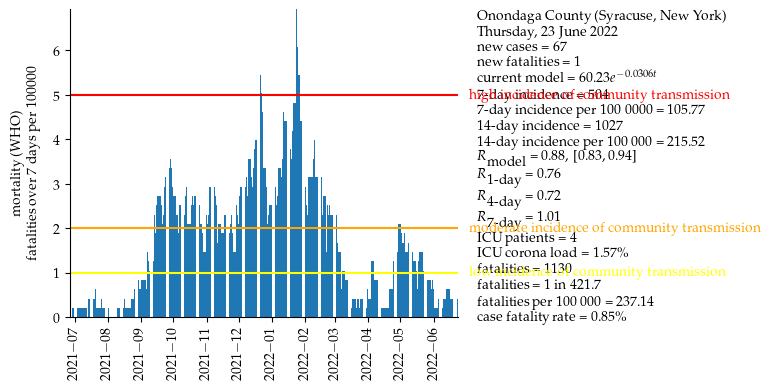 Onondaga County (Syracuse, New York)
Thursday, 23 June 2022
new cases = 67
new fatalities = 1
current model = 60.23e^−0.0306t
7-day incidence = 504
high incidence of community transmission
7-day incidence per 100 0000 = 105.77
14-day incidence = 1027
14-day incidence per 100 000 = 215.52
R model = 0.88, [0.83, 0.94]
R 1-day = 0.76
R 4-day = 0.72
R 7-day = 1.01
moderate incidence of community transmission
ICU patients = 4
ICU corona load = 1.57%
fatalities = 1130
low incidence of community transmission
fatalities = 1 in 421.7
fatalities per 100 000 = 237.14
case fatality rate = 0.85%
mortality (WHO)
fatalities over 7 days per 100000
6
5
4
3
2
1
0
2021−07
2021−08
2021−09
2021−10
2021−11
2021−12
2022−01
2022−02
2022−03
2022−04
2022−05
2022−06